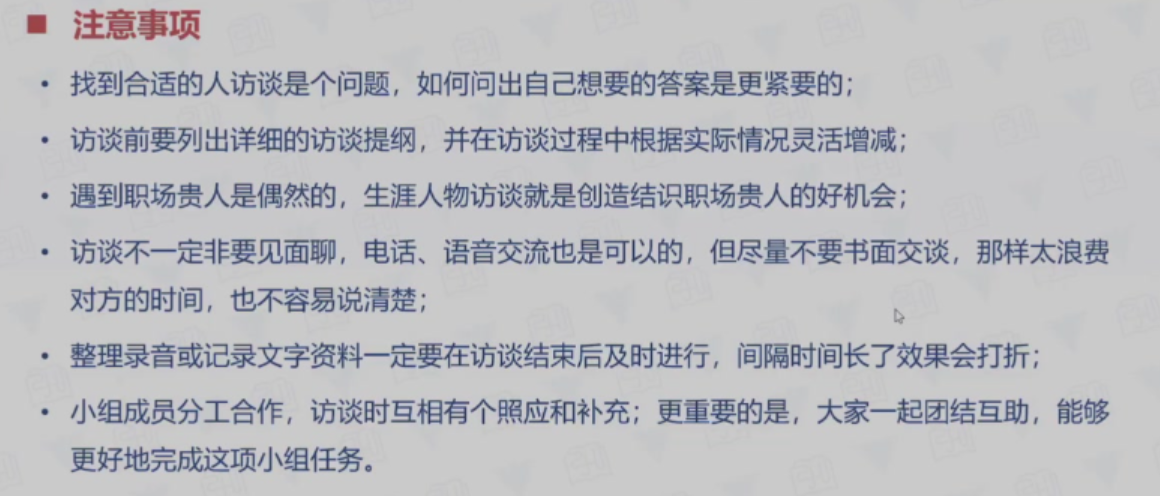 ■ 注意事项
• 找到合适的人访谈是个问题，如何问出自己想要的答案是更紧要的；
• 访谈前要列出详细的访谈提纲，并在访谈过程中根据实际情况灵活增减；
• 遇到职场贵人是偶然的，生涯人物访谈就是创造结识职场贵人的好机会；
• 访谈不一定非要见面聊，电话、语音交流也是可以的，但尽量不要书面交谈，那样太浪费
对方的时间，也不容易说清楚；
• 整理录音或记录文字资料一定要在访谈结束后及时进行，间隔时间长了效果会打折；
• 小组成员分工合作，访谈时互相有个照应和补充；更重要的是，大家一起团结互助，能够
更好地完成这项小组任务。